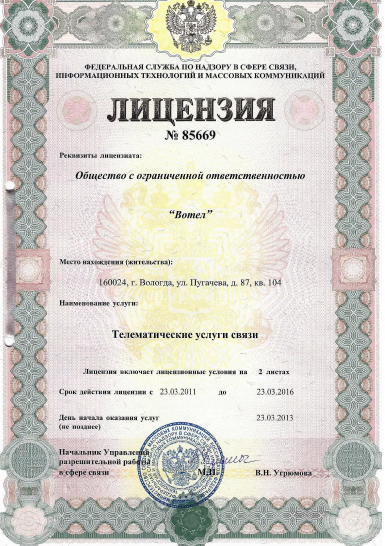 ФЕДЕРАЛЬНАЯ СЛУЖБА ПО НАДЗОРУ В СФЕРЕ СВЯЗИ,
ИНФОРМАЦИОННЫХ ТЕХНОЛОГИЙ И МАССОВЫХ КОММУНИКАЦИЙ
ЛИЦЕНЗИЯ
№ 85669
Реквизиты лицензиата:
Общество с ограниченной ответственностью
“Вотел”
Место нахождения (жительства):
160024, г. Вологда, ул. Пугачева, д. 87, кв. 104
Наименование услуги:
Телематические услуги связи
Лицензия включает лицензионные условия на 2 листах
Срок действия лицензии с 23.03.2011 до 23.03.2016
День начала оказания услуг 23.03.2013
(не позднее)
Начальник Управления
разрешительной работы
в сфере связи М.П. В.Н. Угрюмова